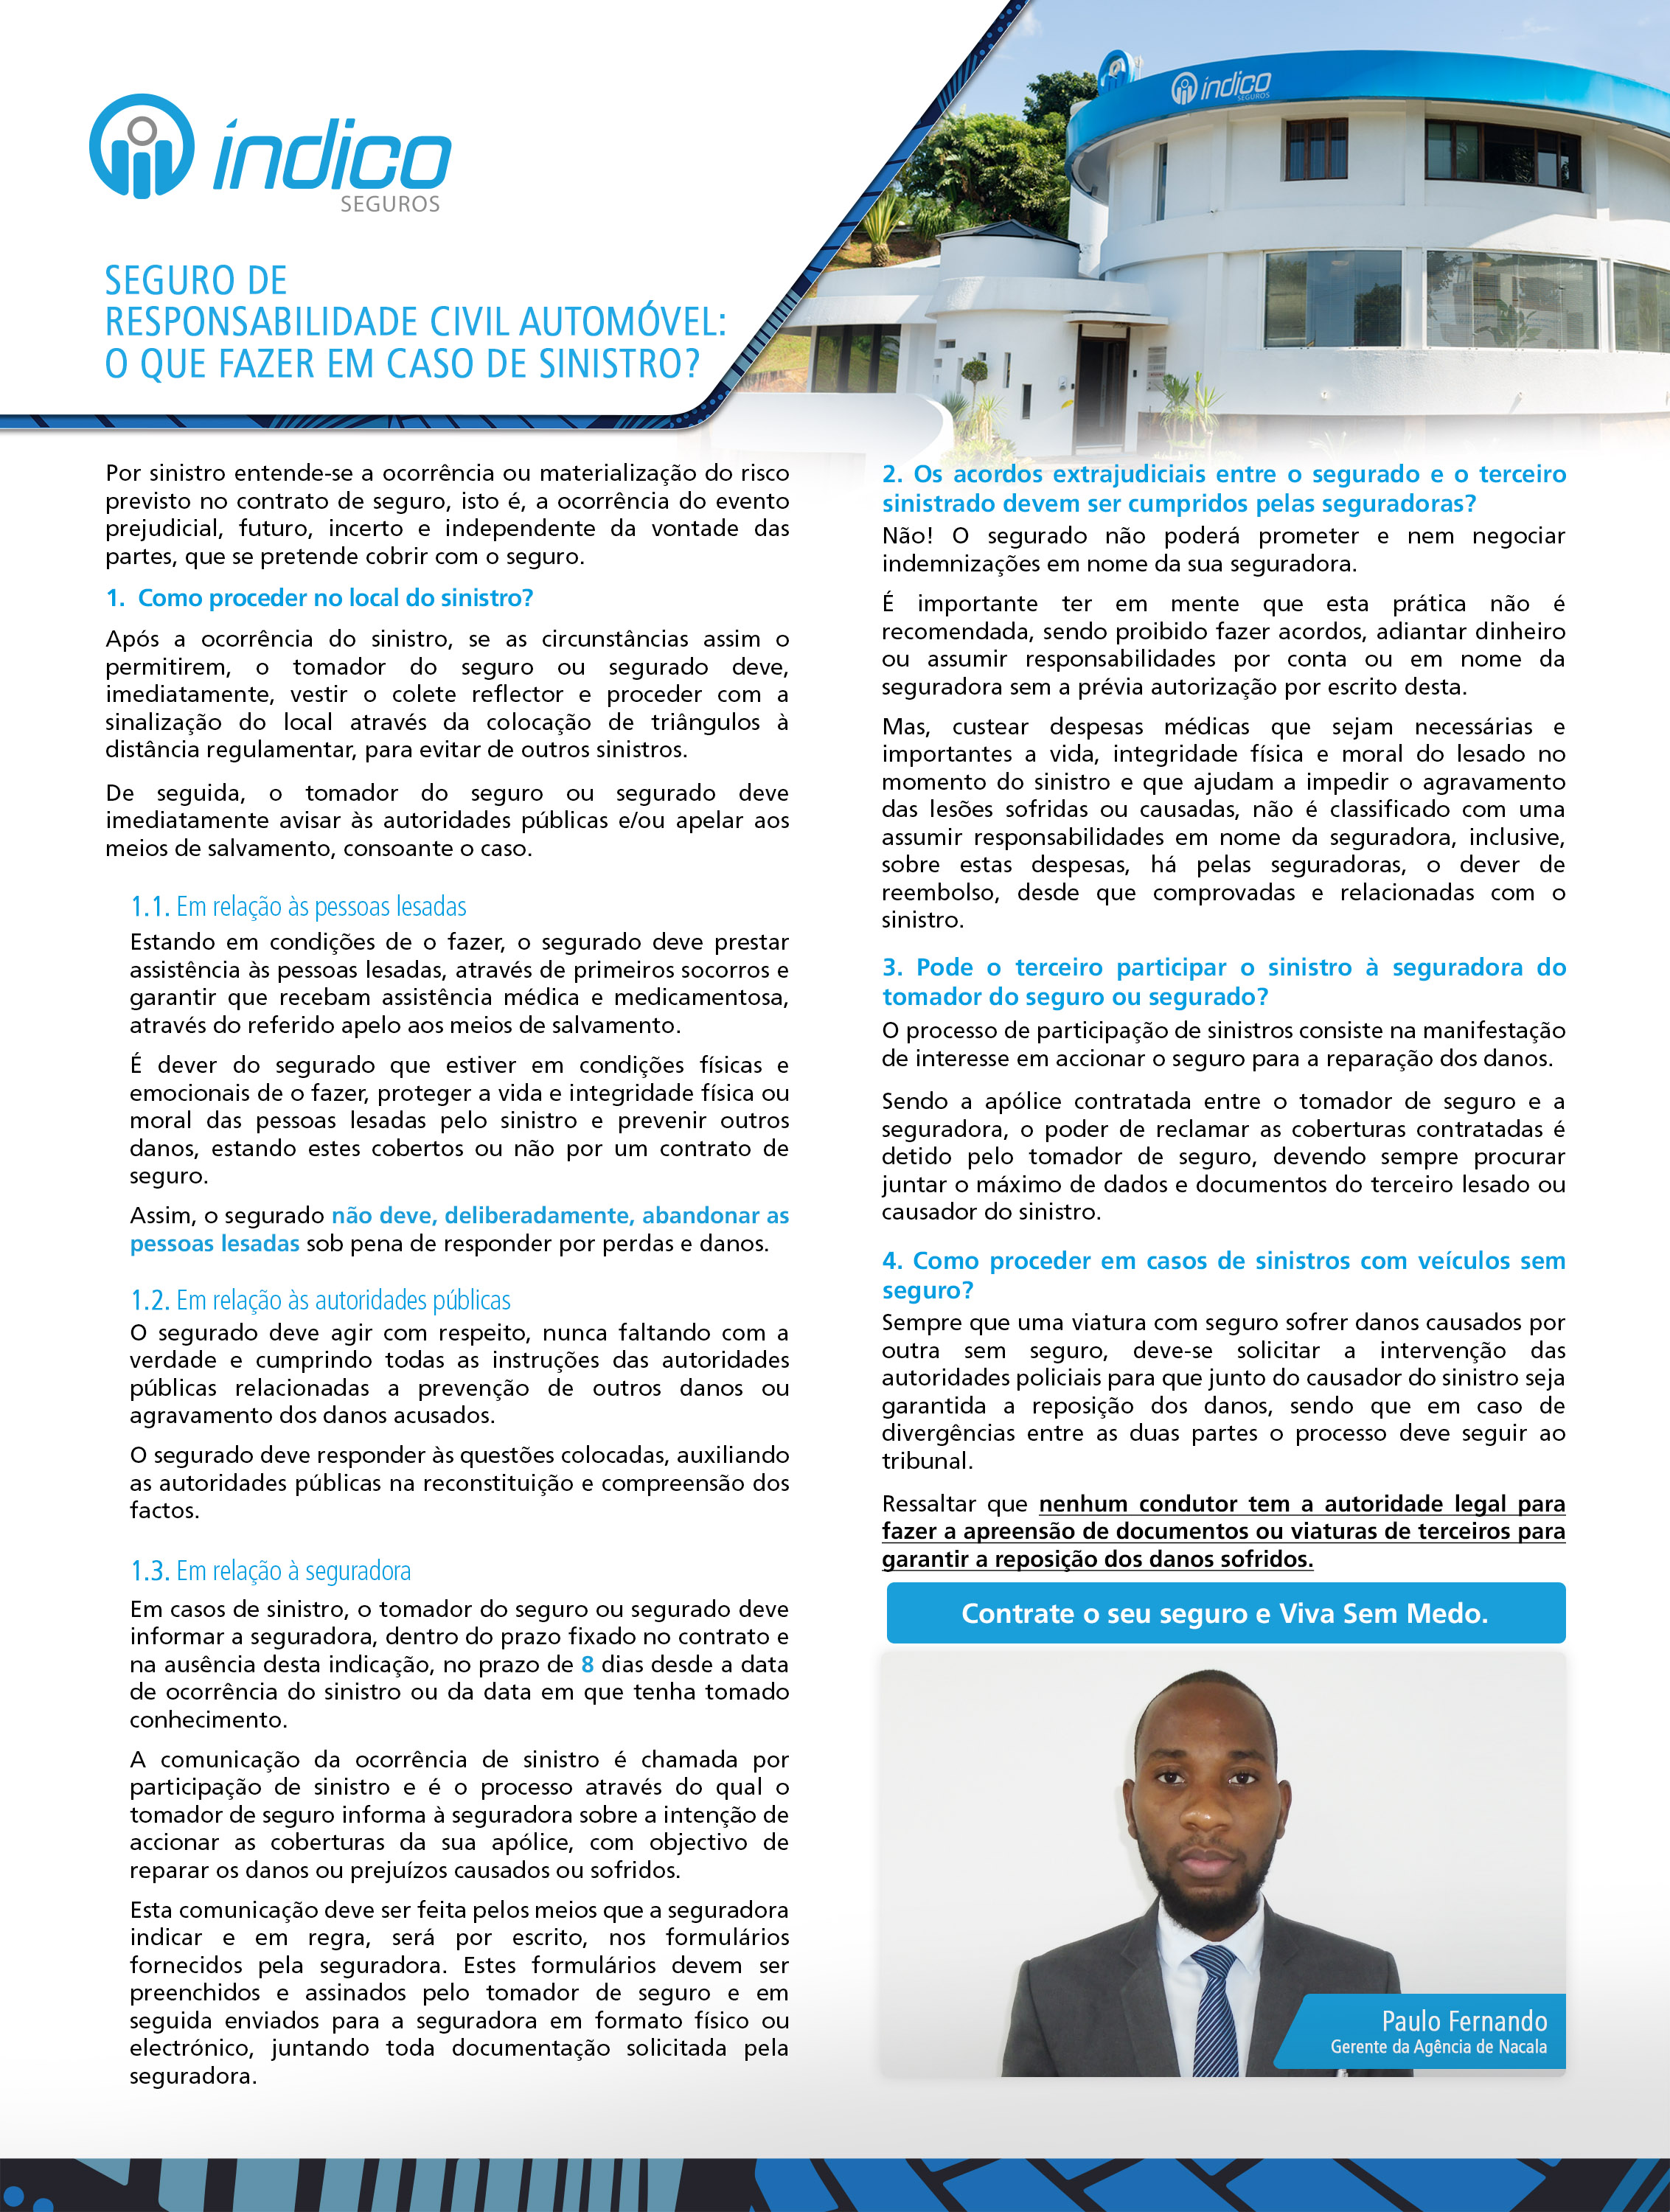 índico
SEGUROS
índico
SEGUROS
SEGURO DE
RESPONSABILIDADE CIVIL AUTOMÓVEL:
O QUE FAZER EM CASO DE SINISTRO?
Por sinistro entende-se a ocorrência ou materialização do risco
previsto no contrato de seguro, isto é, a ocorrência do evento
prejudicial, futuro, incerto e independente da vontade das
partes, que se pretende cobrir com o seguro.
1. Como proceder no local do sinistro?
Após a ocorrência do sinistro, se as circunstâncias assim o
permitirem, o tomador do seguro ou segurado deve,
imediatamente, vestir o colete reflector e proceder com a
sinalização do local através da colocação de triângulos à
distância regulamentar, para evitar de outros sinistros.
De seguida, o tomador do seguro ou segurado deve
imediatamente avisar às autoridades públicas e/ou apelar aos
meios de salvamento, consoante o caso.
1.1. Em relação às pessoas lesadas
Estando em condições de o fazer, o segurado deve prestar
assistência às pessoas lesadas, através de primeiros socorros e
garantir que recebam assistência médica e medicamentosa,
através do referido apelo aos meios de salvamento.
É dever do segurado que estiver em condições físicas e
emocionais de o fazer, proteger a vida e integridade física ou
moral das pessoas lesadas pelo sinistro e prevenir outros
danos, estando estes cobertos ou não por um contrato de
seguro.
Assim, o segurado não deve, deliberadamente, abandonar as
pessoas lesadas sob pena de responder por perdas e danos.
1.2. Em relação às autoridades públicas
O segurado deve agir com respeito, nunca faltando com a
verdade e cumprindo todas as instruções das autoridades
públicas relacionadas a prevenção de outros danos ou
agravamento dos danos acusados.
O segurado deve responder às questões colocadas, auxiliando
as autoridades públicas na reconstituição e compreensão dos
factos.
1.3. Em relação à seguradora
Em casos de sinistro, o tomador do seguro ou segurado deve
informar a seguradora, dentro do prazo fixado no contrato e
na ausência desta indicação, no prazo de 8 dias desde a data
de ocorrência do sinistro ou da data em que tenha tomado
conhecimento.
A comunicação da ocorrência de sinistro é chamada por
participação de sinistro e é o processo através do qual o
tomador de seguro informa à seguradora sobre a intenção de
accionar as coberturas da sua apólice, com objectivo de
reparar os danos ou prejuízos causados ou sofridos.
Esta comunicação deve ser feita pelos meios que a seguradora
indicar e em regra, será por escrito, nos formulários
fornecidos pela seguradora. Estes formulários devem ser
preenchidos e assinados pelo tomador de seguro e em
seguida enviados para a seguradora em formato físico ou
electrónico, juntando toda documentação solicitada pela
seguradora.
2. Os acordos extrajudiciais entre o segurado e o terceiro
sinistrado devem ser cumpridos pelas seguradoras?
Não! O segurado não poderá prometer e nem negociar
indemnizações em nome da sua seguradora.
É importante ter em mente que esta prática não é
recomendada, sendo proibido fazer acordos, adiantar dinheiro
ou assumir responsabilidades por conta ou em nome da
seguradora sem a prévia autorização por escrito desta.
Mas, custear despesas médicas que sejam necessárias e
importantes a vida, integridade física e moral do lesado no
momento do sinistro e que ajudam a impedir o agravamento
das lesões sofridas ou causadas, não é classificado com uma
assumir responsabilidades em nome da seguradora, inclusive,
sobre estas despesas, há pelas seguradoras, o dever de
reembolso, desde que comprovadas e relacionadas com o
sinistro.
3. Pode o terceiro participar o sinistro à seguradora do
tomador do seguro ou segurado?
O processo de participação de sinistros consiste na manifestação
de interesse em accionar o seguro para a reparação dos danos.
Sendo a apólice contratada entre o tomador de seguro e a
seguradora, o poder de reclamar as coberturas contratadas é
detido pelo tomador de seguro, devendo sempre procurar
juntar o máximo de dados e documentos do terceiro lesado ou
causador do sinistro.
4. Como proceder em casos de sinistros com veículos sem
seguro?
Sempre que uma viatura com seguro sofrer danos causados por
outra sem seguro, deve-se solicitar a intervenção das
autoridades policiais para que junto do causador do sinistro seja
garantida a reposição dos danos, sendo que em caso de
divergências entre as duas partes o processo deve seguir ao
tribunal.
Ressaltar que nenhum condutor tem a autoridade legal para
fazer a apreensão de documentos ou viaturas de terceiros para
garantir a reposição dos danos sofridos.
Contrate o seu seguro e Viva Sem Medo.
Paulo Fernando
Gerente da Agência de Nacala